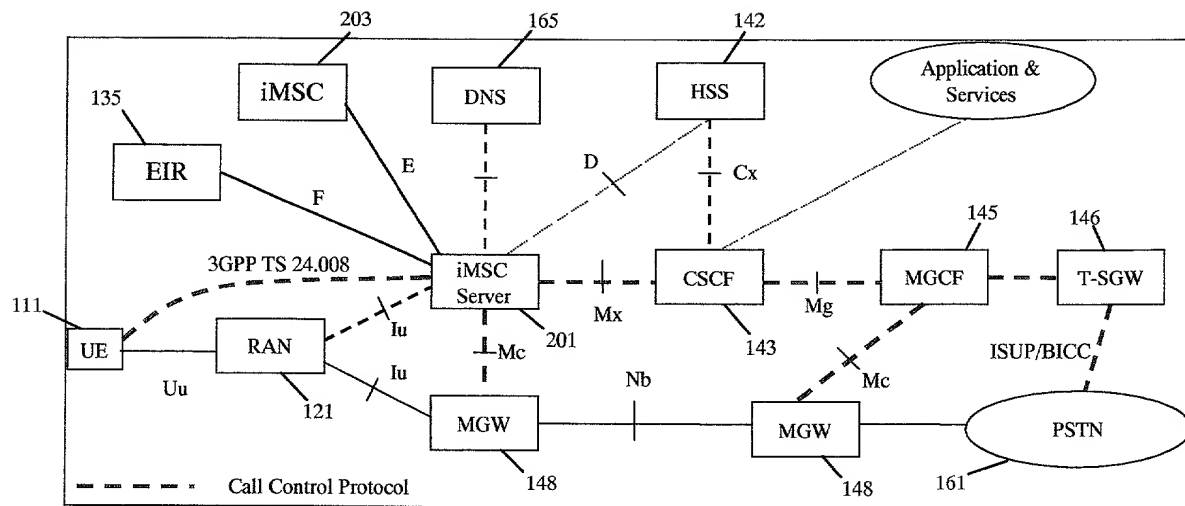 203
165
142
iMSC
DNS
HSS
Application &
Services
135
EIR
E
D
Cx
F
145
146
3GPP TS 24.008
iMSC
Server
CSCF
MGCF
T-SGW
111
Mx
Mg
UE
RAN
Iu
201
143
ISUP/BICC
Mc
Uu
Iu
Nb
Mc
121
MGW
MGW
PSTN
Call Control Protocol
148
148
161